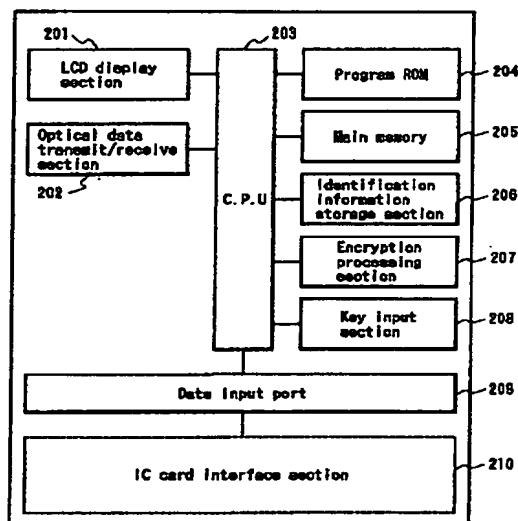 201
203
LCD display
section
Program ROM
204
Optical data
transmit/receive
section
Main memory
205
202
C.P.U
Identification
information
storage section
206
Encryption
processing
section
207
Key input
section
208
Data input port
209
IC card interface section
210